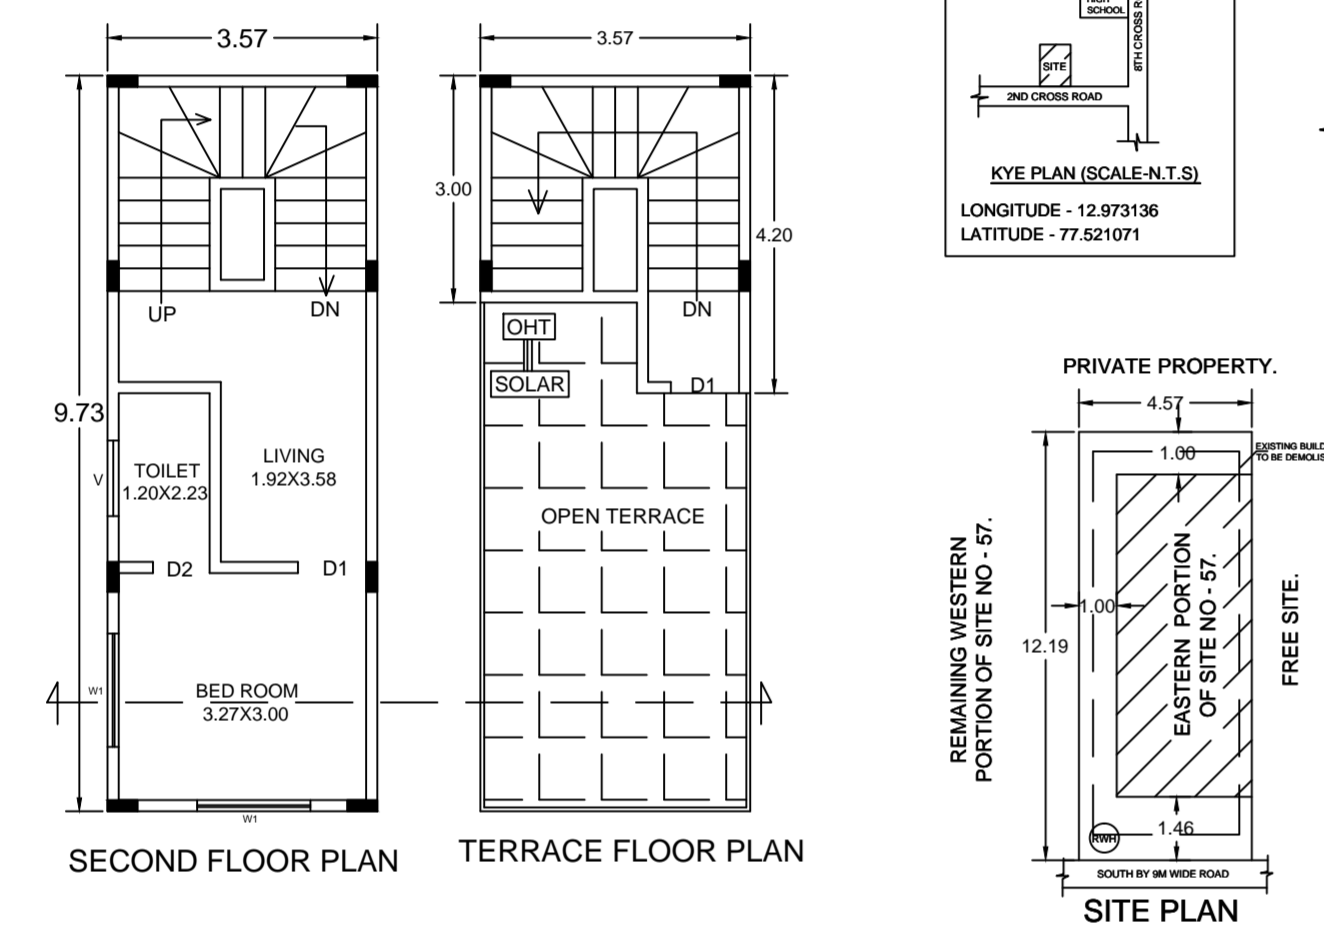 3.57
UP
DN
9.73
TOILET
1.20X2.23
LIVING
1.92X3.58
V
D2
D1
W1
BED ROOM
3.27X3.00
W1
SECOND FLOOR PLAN
3.57
3.00
4.20
DN
OHT
SOLAR
D1
OPEN TERRACE
TERRACE FLOOR PLAN
SCHOOL
8TH CROSS
SITE
2ND CROSS ROAD
KYE PLAN (SCALE-N.T.S)
LONGITUDE - 12.973136
LATITUDE - 77.521071
PRIVATE PROPERTY.
4.57
1.00
EXISTING
TO BE
REMAINING WESTERN
PORTION OF SITE NO - 57.
12.19
1.00
EASTERN PORTION
OF SITE NO - 57.
FREE SITE.
1.46
RWH
SOUTH BY 9M WIDE ROAD
SITE PLAN